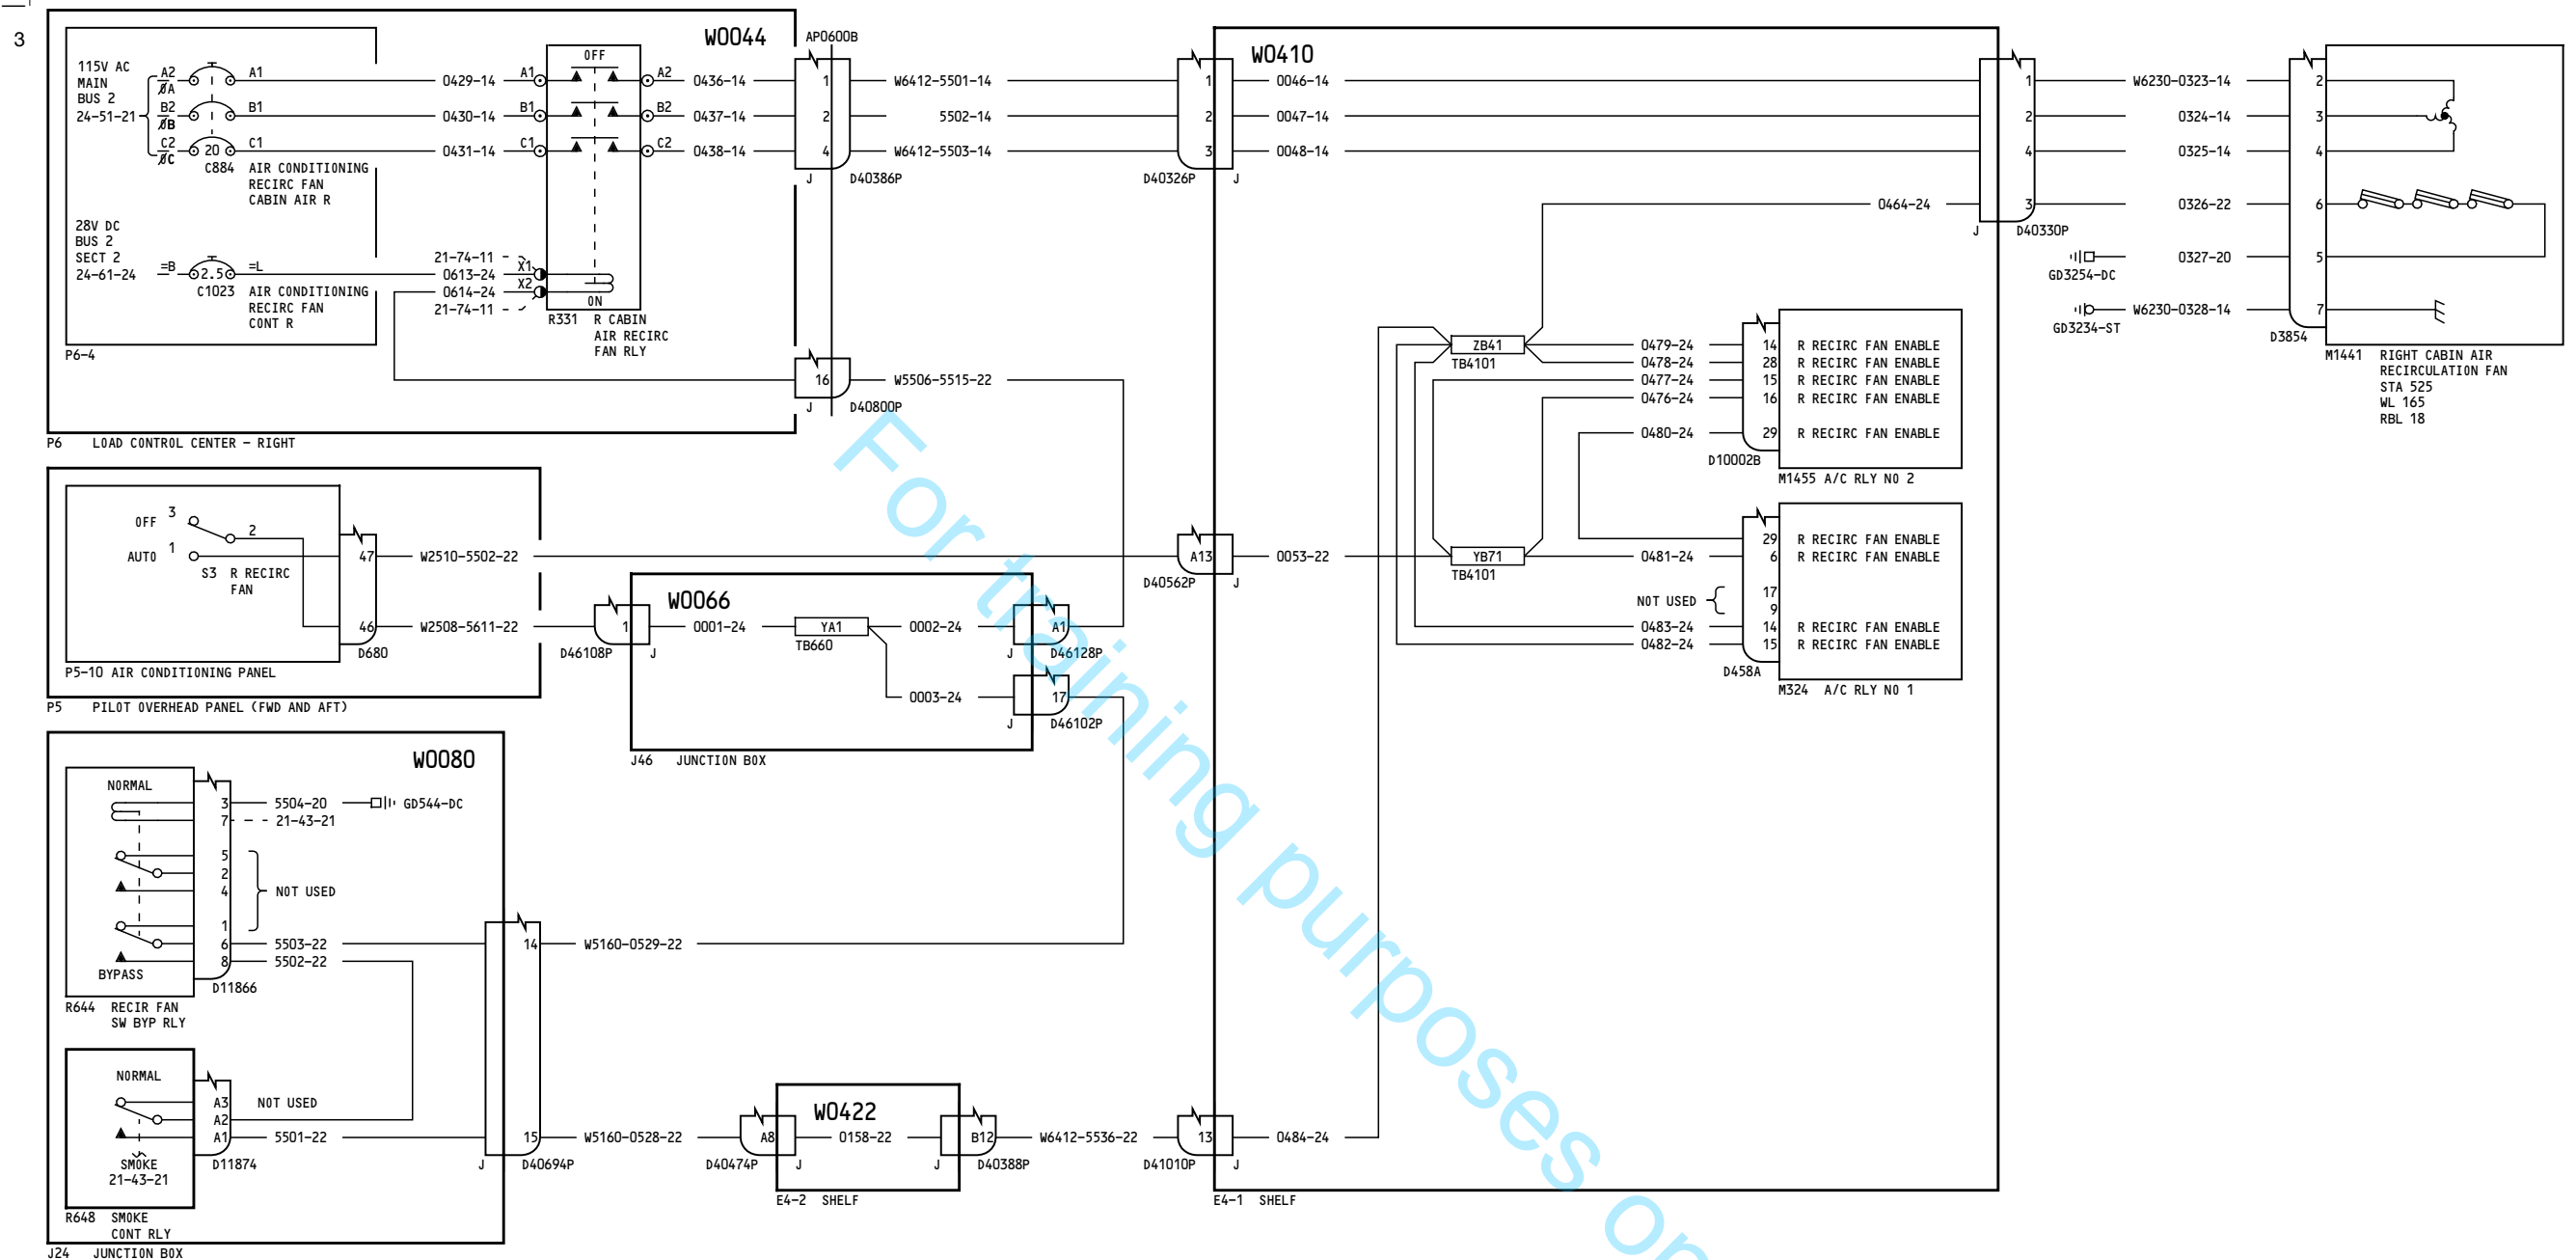 3
W0044
AP0600B
W0410
OFF
115V AC
MAIN
BUS 2
24-51-21
A2
ØA
A1
0429-14
A1
A2
0436-14
1
W6412-5501-14
1
0046-14
1
W6230-0323-14
2
B2
ØB
B1
0430-14
B1
B2
0437-14
2
5502-14
2
0047-14
2
0324-14
3
C2
ØC
20
C1
0431-14
C1
C2
0438-14
4
W6412-5503-14
3
0048-14
4
0325-14
4
C884 AIR CONDITIONING
RECIRC FAN
CABIN AIR R
J D40386P
D40326P J
0464-24
3
J D40330P
0326-22
6
28V DC
BUS 2
SECT 2
24-61-24
=B
2.5
=L
21-74-11
0613-24
X1
0614-24
X2
21-74-11
ON
C1023 AIR CONDITIONING
RECIRC FAN
CONT R
R331 R CABIN
AIR RECIRC
FAN RLY
GD3254-DC
0327-20
5
GD3234-ST
W6230-0328-14
7
D3854
M1441 RIGHT CABIN AIR
RECIRCULATION FAN
STA 525
WL 165
RBL 18
P6-4
16
W5506-5515-22
J D40800P
P6 LOAD CONTROL CENTER - RIGHT
ZB41
TB4101
0479-24 14 R RECIRC FAN ENABLE
0478-24 28 R RECIRC FAN ENABLE
0477-24 15 R RECIRC FAN ENABLE
0476-24 16 R RECIRC FAN ENABLE
0480-24 29 R RECIRC FAN ENABLE
D10002B
M1455 A/C RLY NO 2
OFF 3
2
AUTO 1
S3 R RECIRC
FAN
47
W2510-5502-22
A13
D40562P J
0053-22
YB71
TB4101
29 R RECIRC FAN ENABLE
0481-24 6 R RECIRC FAN ENABLE
NOT USED
17
9
0483-24 14 R RECIRC FAN ENABLE
0482-24 15 R RECIRC FAN ENABLE
D458A
M324 A/C RLY NO 1
46
W2508-5611-22
D680
P5-10 AIR CONDITIONING PANEL
P5 PILOT OVERHEAD PANEL (FWD AND AFT)
W0066
1
D46108P J
0001-24
YA1
TB660
0002-24
A1
J D46128P
0003-24
17
J D46102P
J46 JUNCTION BOX
W0080
NORMAL
3
5504-20
GD544-DC
7
21-43-21
5
2
4
NOT USED
1
6
5503-22
8
5502-22
BYPASS
D11866
R644 RECIR FAN
SW BYP RLY
14
W5160-0529-22
NORMAL
A3 NOT USED
A2
A1
5501-22
SMOKE
21-43-21
D11874
15
J D40694P
W5160-0528-22
R648 SMOKE
CONT RLY
J24 JUNCTION BOX
W0422
A8
D40474P J
0158-22
B12
J D40388P
E4-2 SHELF
W6412-5536-22
13
D41010P J
0484-24
E4-1 SHELF
For training purposes on